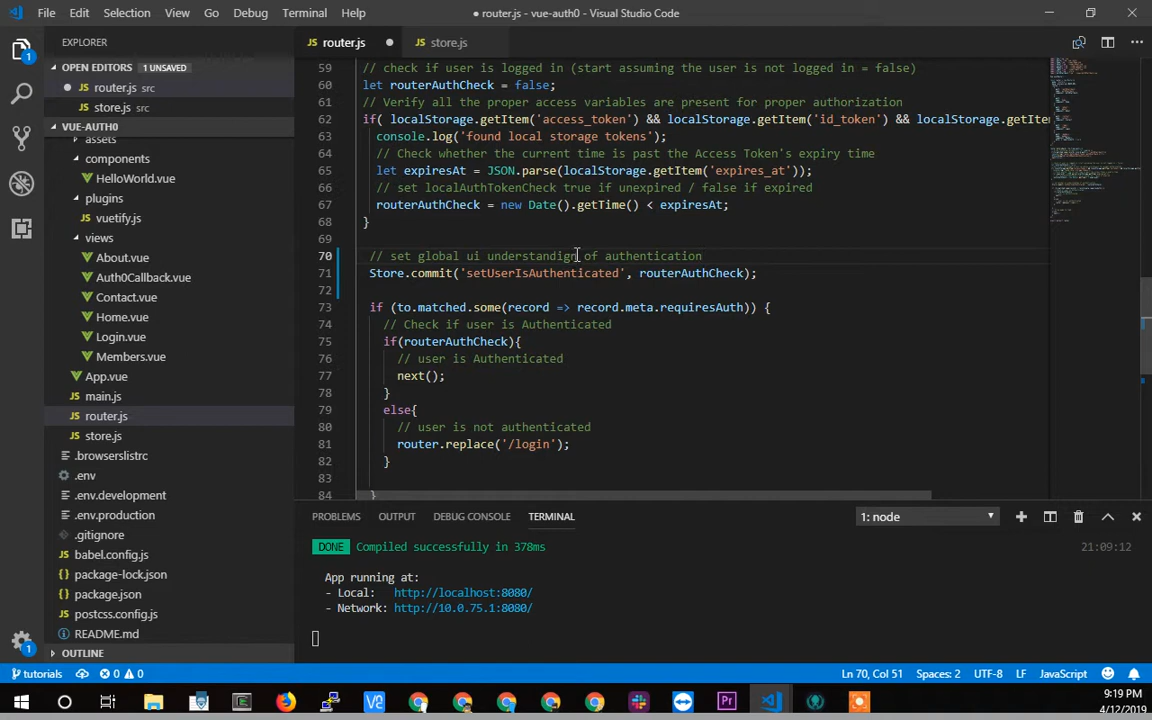 File Edit Selection View Go Debug Terminal Help
● router.js - vue-auth0 - Visual Studio Code
EXPLORER
JS router.js ●
JS store.js
OPEN EDITORS 1 UNSAVED
● JS router.js src
JS store.js src
VUE-AUTH0
assets
components
HelloWorld.vue
plugins
vuetify.js
views
About.vue
Auth0Callback.vue
Contact.vue
Home.vue
Login.vue
Members.vue
App.vue
JS main.js
JS router.js
JS store.js
.browserslistrc
.env
.env.development
.env.production
.gitignore
babel.config.js
package-lock.json
package.json
postcss.config.js
README.md
OUTLINE
59 // check if user is logged in (start assuming the user is not logged in = false)
60 let routerAuthCheck = false;
61 // Verify all the proper access variables are present for proper authorization
62 if( localStorage.getItem('access_token') && localStorage.getItem('id_token') && localStorage.getIte
63 console.log('found local storage tokens');
64 // Check whether the current time is past the Access Token's expiry time
65 let expiresAt = JSON.parse(localStorage.getItem('expires_at'));
66 // set localAuthTokenCheck true if unexpired / false if expired
67 routerAuthCheck = new Date().getTime() < expiresAt;
68 }
69
70 // set global ui understandign of authentication
71 Store.commit('setUserIsAuthenticated', routerAuthCheck);
72
73 if (to.matched.some(record => record.meta.requiresAuth)) {
74 // Check if user is Authenticated
75 if(routerAuthCheck){
76 // user is Authenticated
77 next();
78 }
79 else{
80 // user is not authenticated
81 router.replace('/login');
82 }
83
84 }
PROBLEMS OUTPUT DEBUG CONSOLE TERMINAL
1: node
DONE Compiled successfully in 378ms 21:09:12
App running at:
- Local: http://localhost:8080/
- Network: http://10.0.75.1:8080/
tutorials 0 0 Ln 70, Col 51 Spaces: 2 UTF-8 LF JavaScript
9:19 PM
4/12/2019